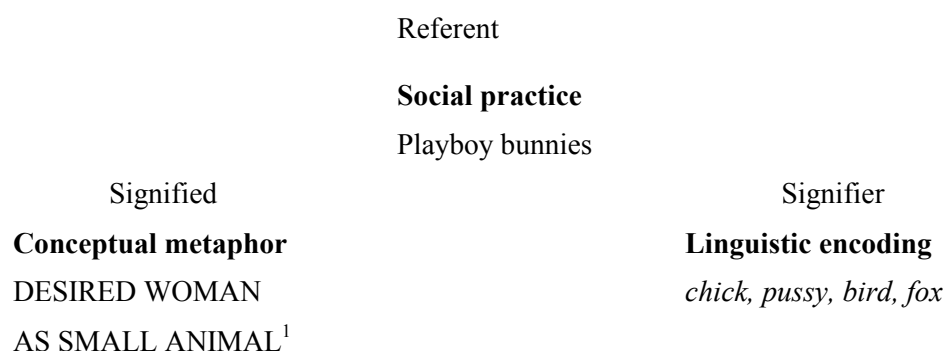 Referent
Social practice
Playboy bunnies
Signified Signifier
Conceptual metaphor Linguistic encoding
DESIRED WOMAN chick, pussy, bird, fox
AS SMALL ANIMAL¹